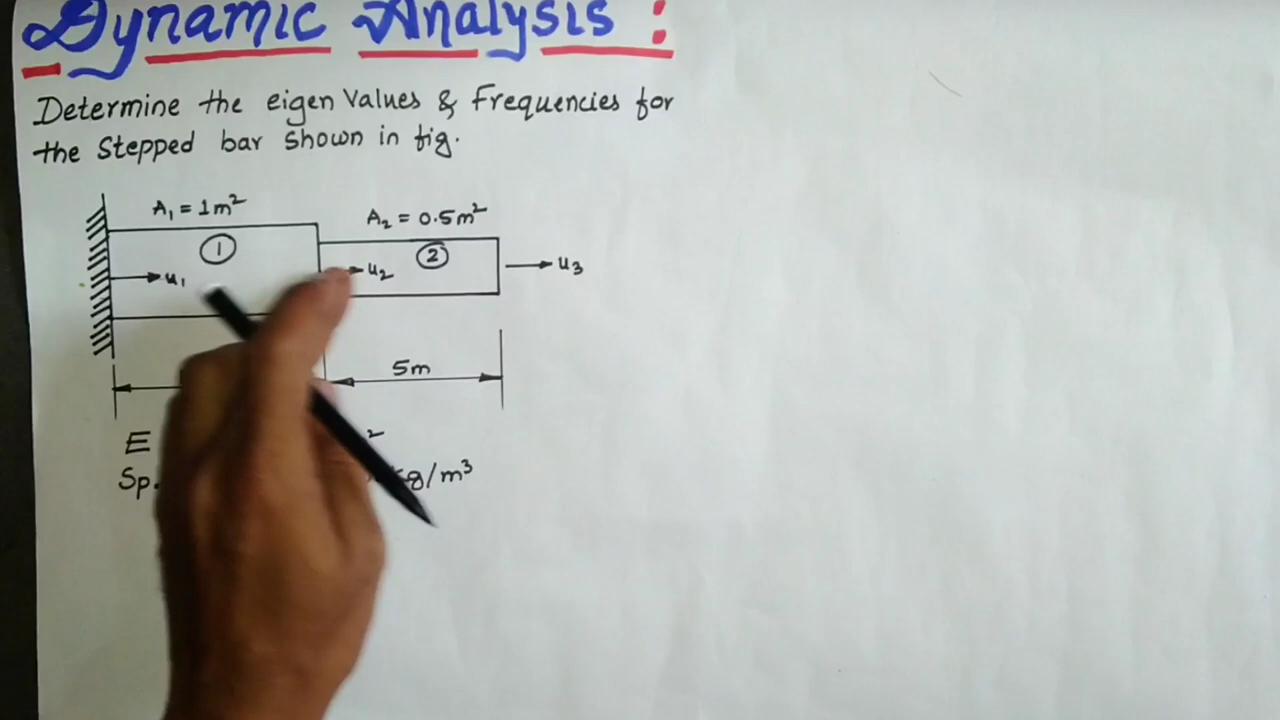 Dynamic Analysis :
Determine the eigen Values & Frequencies for
the Stepped bar Shown in fig.
A₁ = 1m²
A₂ = 0.5m²
1
2
u₁
u₂
u₃
5m
E
2
Sp.
kg/m³